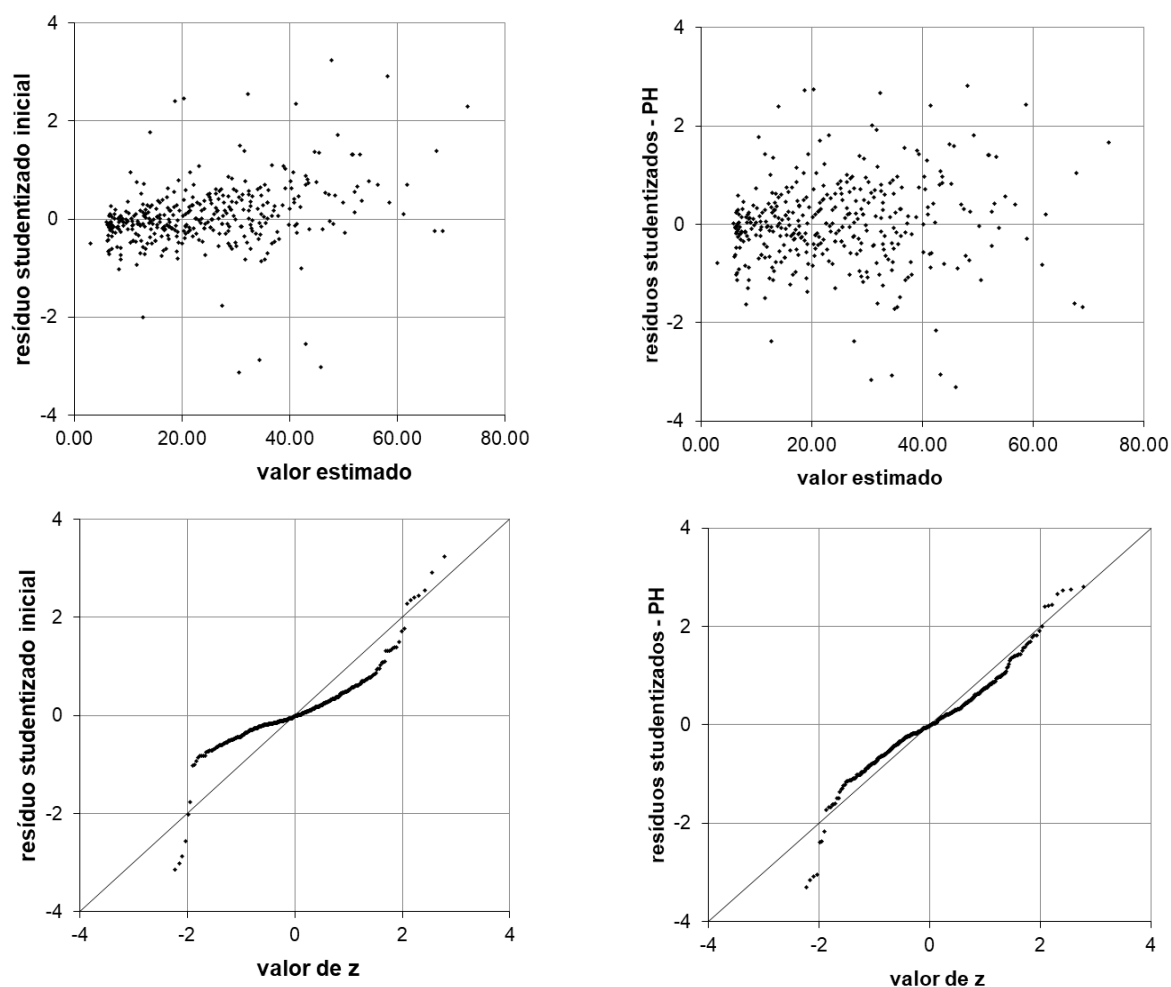 resíduo studentizado inicial
4
2
0
-2
-4
0.00 20.00 40.00 60.00 80.00
valor estimado
resíduos studentizados - PH
4
2
0
-2
-4
0.00 20.00 40.00 60.00 80.00
valor estimado
resíduo studentizado inicial
4
2
0
-2
-4
-4 -2 0 2 4
valor de z
resíduos studentizados - PH
4
2
0
-2
-4
-4 -2 0 2 4
valor de z